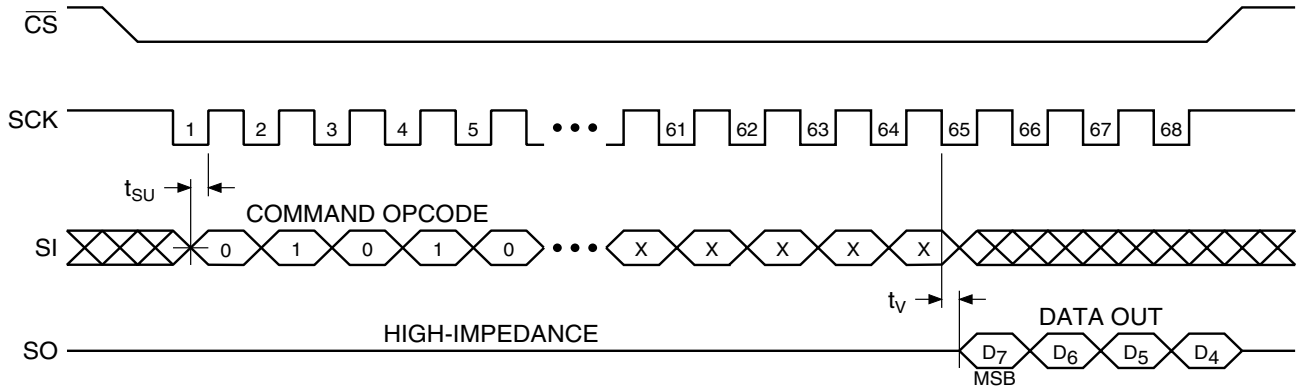 CS
SCK 1 2 3 4 5 ••• 61 62 63 64 65 66 67 68
tSU
COMMAND OPCODE
SI 0 1 0 1 0 ••• X X X X X
tV
HIGH-IMPEDANCE DATA OUT
SO D7 D6 D5 D4
MSB